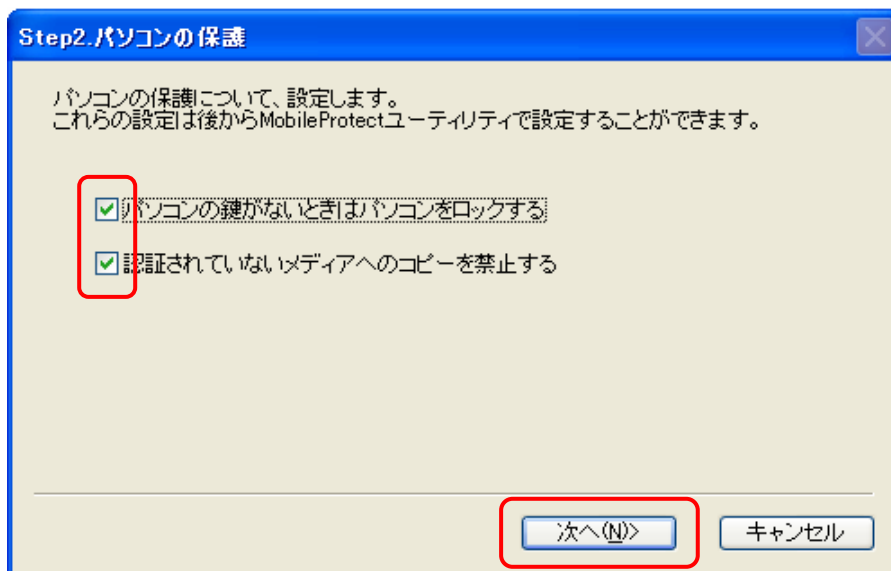 Step2.パソコンの保護
パソコンの保護について、設定します。
これらの設定は後からMobileProtectユーティリティで設定することができます。
パソコンの鍵がないときはパソコンをロックする
認証されていないメディアへのコピーを禁止する
次へ(N)>
キャンセル